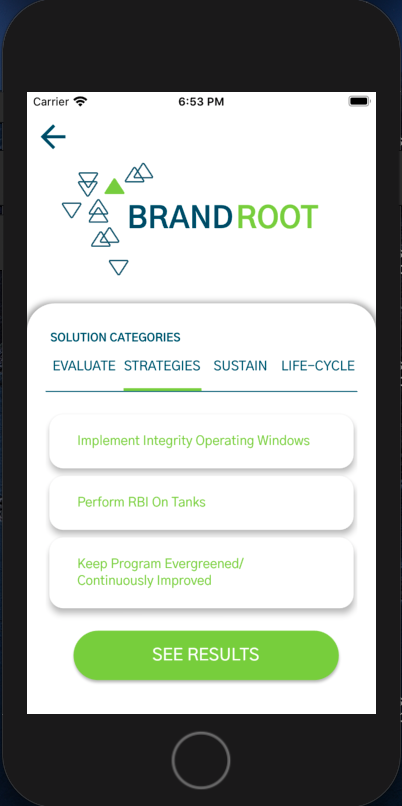 Carrier 6:53 PM
BRANDROOT
SOLUTION CATEGORIES
EVALUATE STRATEGIES SUSTAIN LIFE-CYCLE
Implement Integrity Operating Windows
Perform RBI On Tanks
Keep Program Evergreened/
Continuously Improved
SEE RESULTS